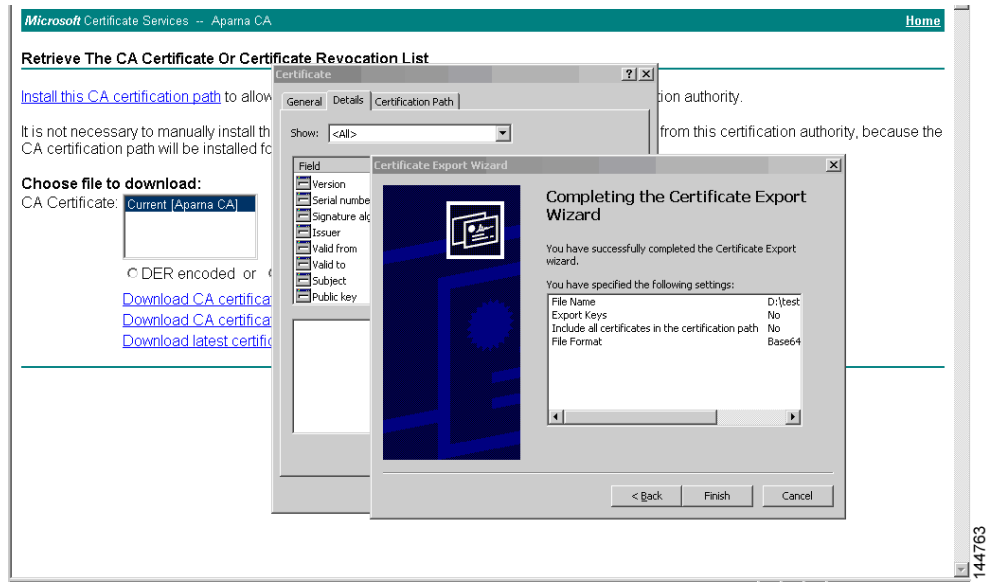 Microsoft Certificate Services -- Aparna CA
Home
Retrieve The CA Certificate Or Certificate Revocation List
Install this CA certification path to allow
ion authority.
It is not necessary to manually install th
from this certification authority, because the
CA certification path will be installed fo
Choose file to download:
CA Certificate:
Current [Aparna CA]
DER encoded or
Download CA certifica
Download CA certifica
Download latest certific
Certificate
General
Details
Certification Path
Show:
<All>
Field
Version
Serial numbe
Signature alg
Issuer
Valid from
Valid to
Subject
Public key
Certificate Export Wizard
Completing the Certificate Export
Wizard
You have successfully completed the Certificate Export
wizard.
You have specified the following settings:
File Name D:\test
Export Keys No
Include all certificates in the certification path No
File Format Base64
< Back
Finish
Cancel
144763